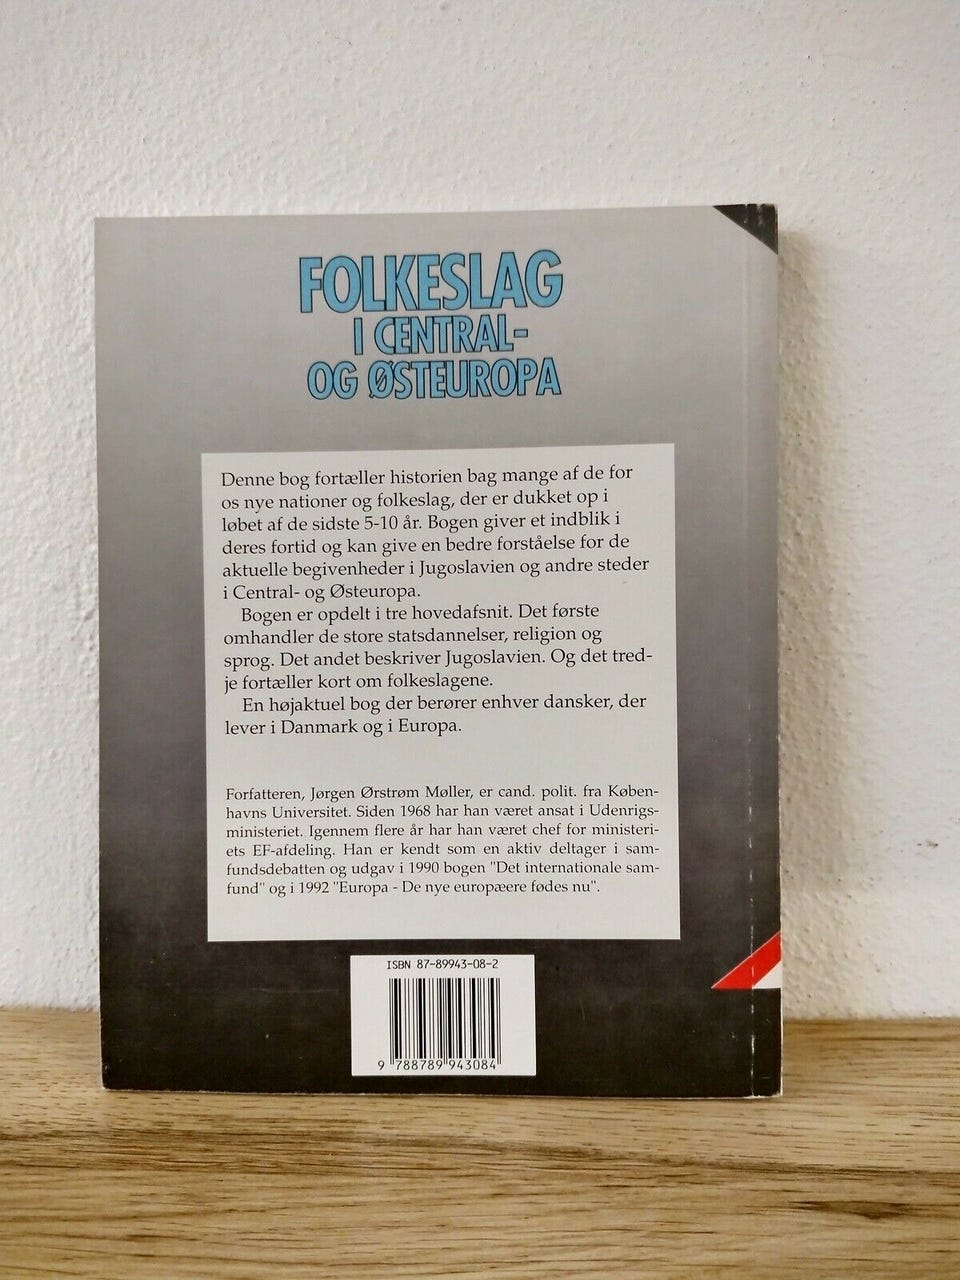 FOLKESLAG
I CENTRAL-
OG ØSTEUROPA
Denne bog fortæller historien bag mange af de for
os nye nationer og folkeslag, der er dukket op i
løbet af de sidste 5-10 år. Bogen giver et indblik i
deres fortid og kan give en bedre forståelse for de
aktuelle begivenheder i Jugoslavien og andre steder
i Central- og Østeuropa.
Bogen er opdelt i tre hovedafsnit. Det første
omhandler de store statsdannelser, religion og
sprog. Det andet beskriver Jugoslavien. Og det tred-
je fortæller kort om folkeslagene.
En højaktuel bog der berører enhver dansker, der
lever i Danmark og i Europa.
Forfatteren, Jørgen Ørstrøm Møller, er cand. polit. fra Køben-
havns Universitet. Siden 1968 har han været ansat i Udenrigs-
ministeriet. Igennem flere år har han været chef for ministeri-
ets EF-afdeling. Han er kendt som en aktiv deltager i sam-
fundsdebatten og udgav i 1990 bogen "Det internationale sam-
fund" og i 1992 "Europa - De nye europæere fødes nu".
ISBN 87-89943-08-2
9 788789 943084